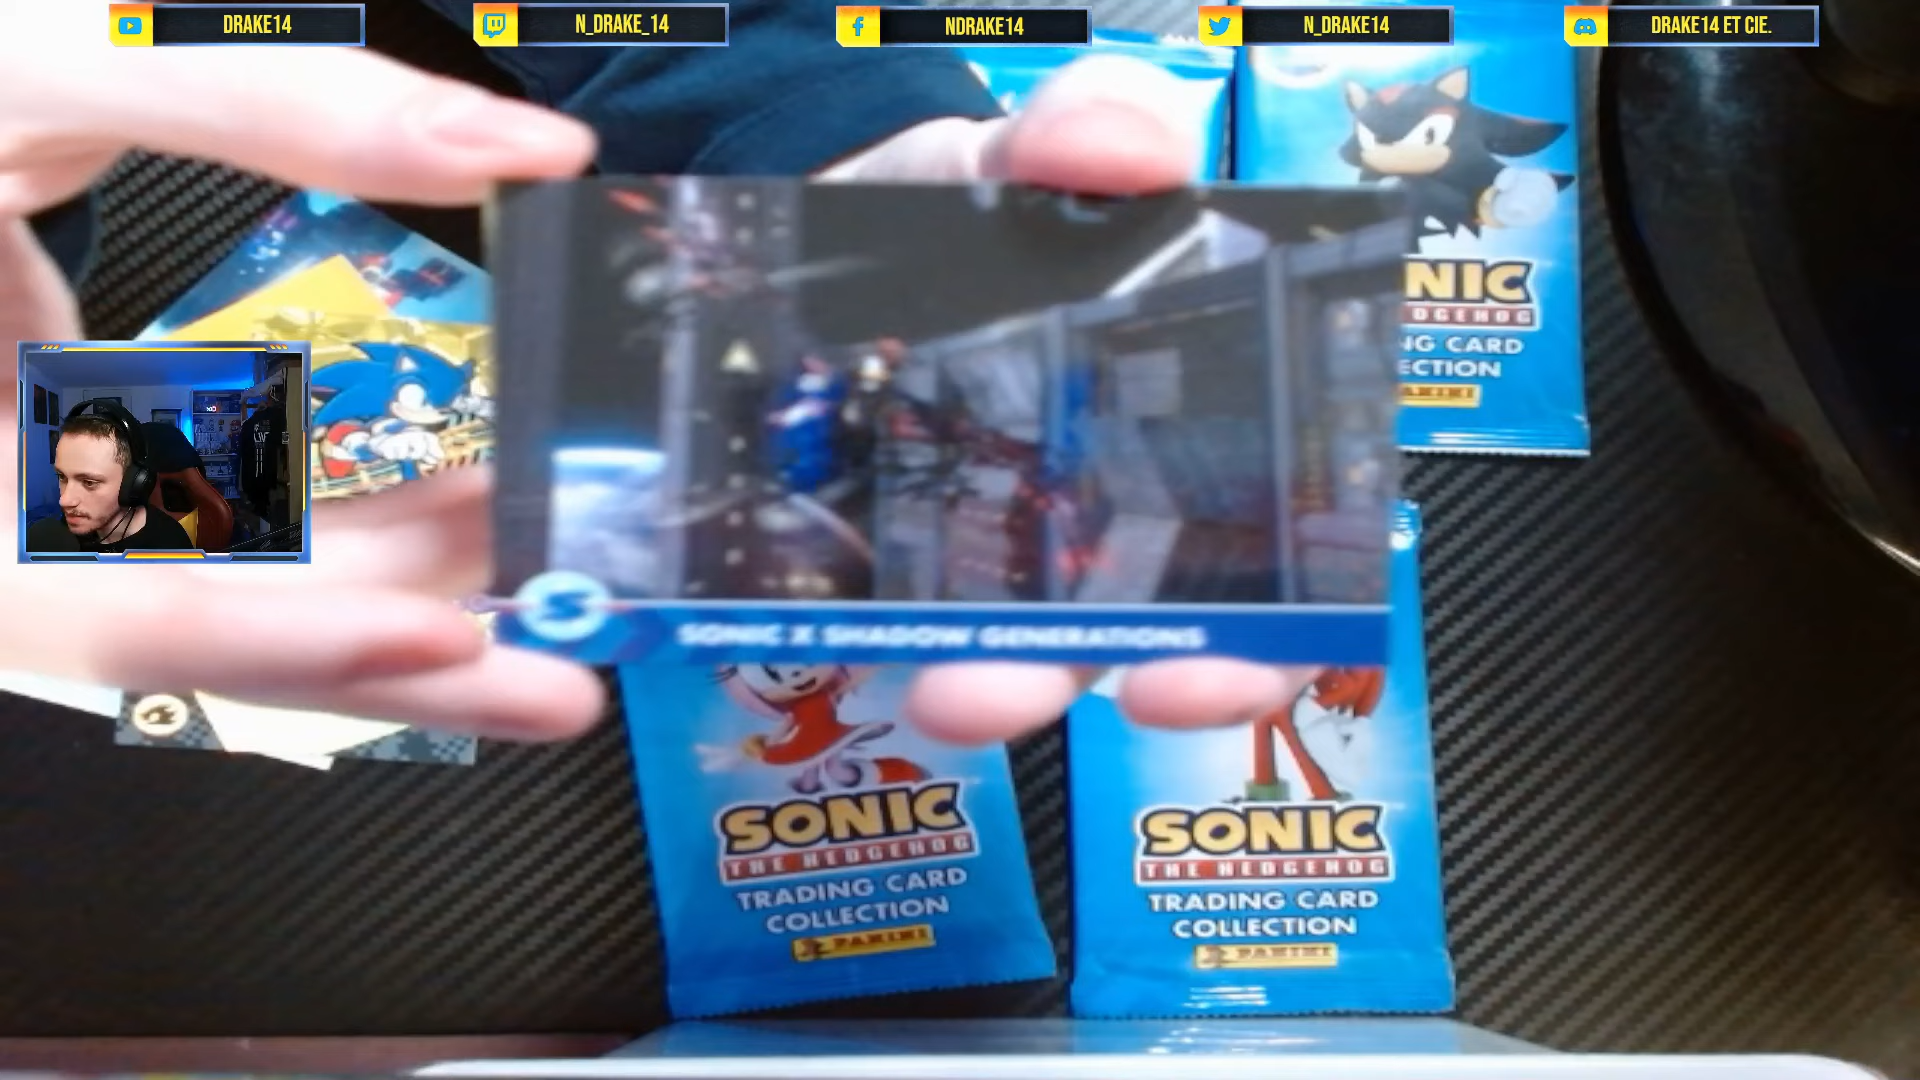 DRAKE14
N_DRAKE_14
NDRAKE14
N_DRAKE14
DRAKE14 ET CIE.
NIC
DGEHOG
NG CARD
ECTION
SONIC X SHADOW GENERATIONS
SONIC
THE HEDGEHOG
TRADING CARD
COLLECTION
PANINI
SONIC
THE HEDGEHOG
TRADING CARD
COLLECTION
PANINI